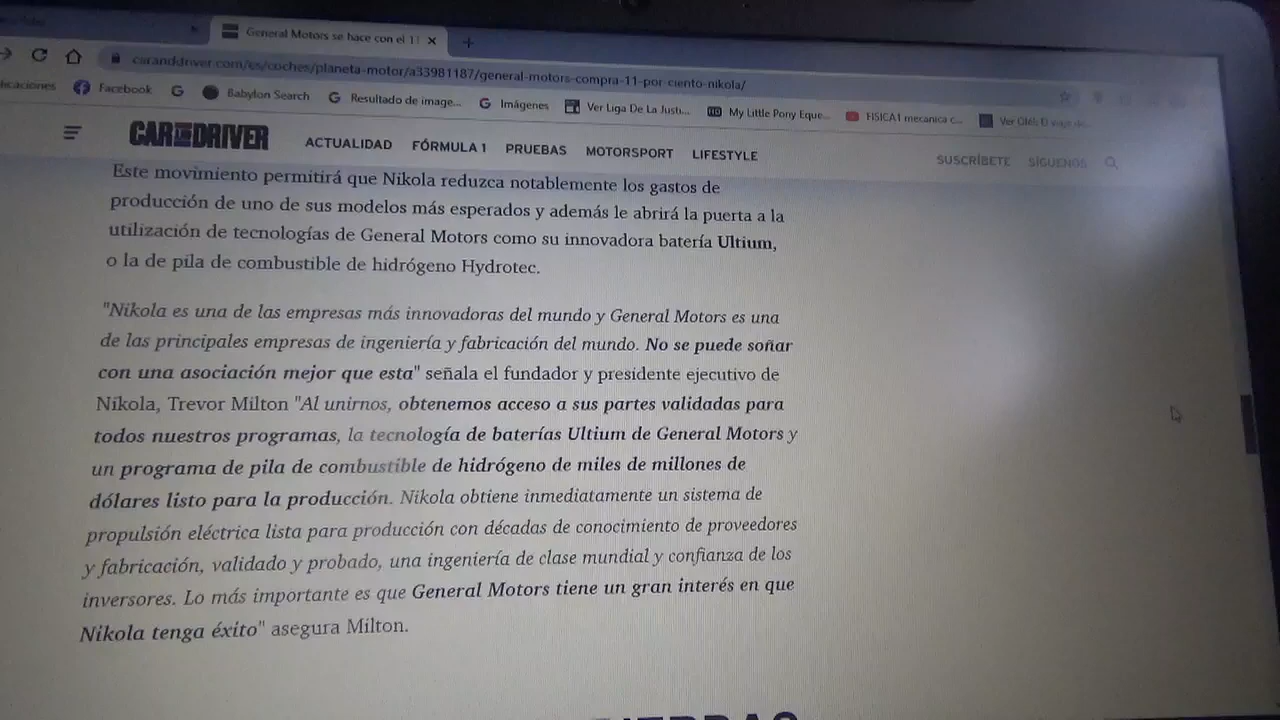 General Motors se hace con el 11
caranddriver.com/es/coches/planeta-motor/a33981187/general-motors-compra-11-por-ciento-nikola/
Facebook
Babylon Search
Resultado de image...
Imágenes
Ver Liga De La Justi...
My Little Pony Eque...
FISICA1 mecanica c...
CAR AND DRIVER
ACTUALIDAD FÓRMULA 1 PRUEBAS MOTORSPORT LIFESTYLE
SUSCRÍBETE SÍGUENOS
Este movimiento permitirá que Nikola reduzca notablemente los gastos de
producción de uno de sus modelos más esperados y además le abrirá la puerta a la
utilización de tecnologías de General Motors como su innovadora batería Ultium,
o la de pila de combustible de hidrógeno Hydrotec.
"Nikola es una de las empresas más innovadoras del mundo y General Motors es una
de las principales empresas de ingeniería y fabricación del mundo. No se puede soñar
con una asociación mejor que esta" señala el fundador y presidente ejecutivo de
Nikola, Trevor Milton "Al unirnos, obtenemos acceso a sus partes validadas para
todos nuestros programas, la tecnología de baterías Ultium de General Motors y
un programa de pila de combustible de hidrógeno de miles de millones de
dólares listo para la producción. Nikola obtiene inmediatamente un sistema de
propulsión eléctrica lista para producción con décadas de conocimiento de proveedores
y fabricación, validado y probado, una ingeniería de clase mundial y confianza de los
inversores. Lo más importante es que General Motors tiene un gran interés en que
Nikola tenga éxito" asegura Milton.